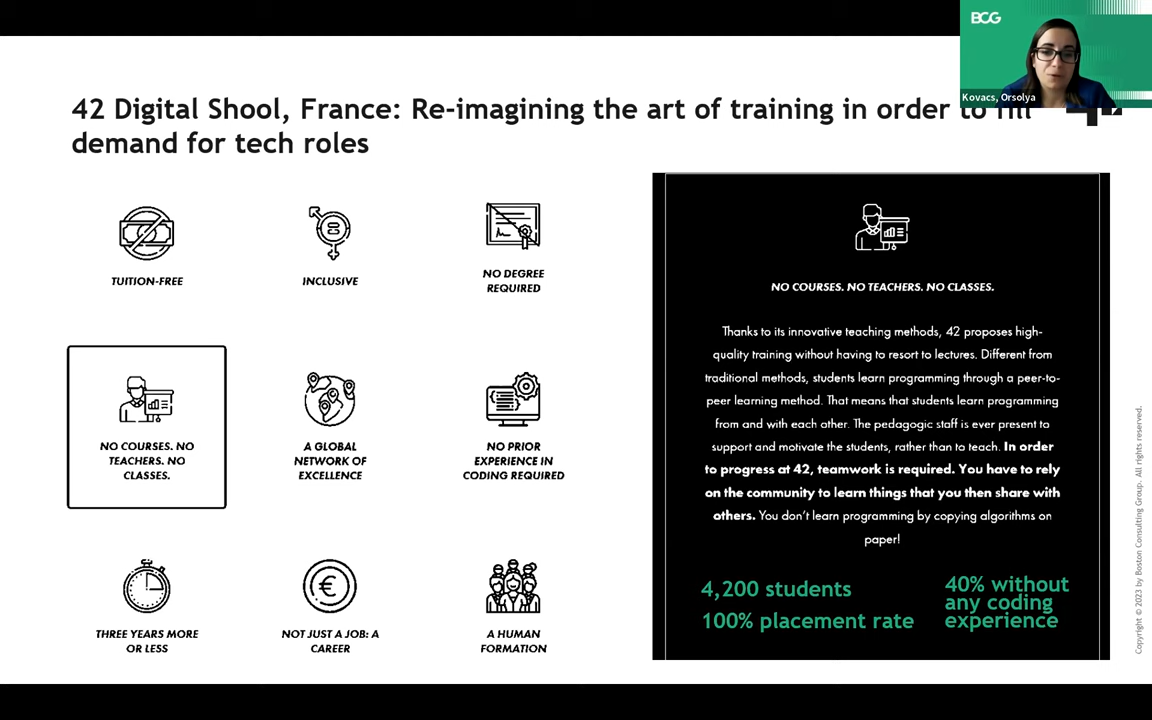 BCG
Kovacs, Orsolya
42 Digital Shool, France: Re-imagining the art of training in order to fill
demand for tech roles
TUITION-FREE
INCLUSIVE
NO DEGREE
REQUIRED
NO COURSES. NO
TEACHERS. NO
CLASSES.
A GLOBAL
NETWORK OF
EXCELLENCE
NO PRIOR
EXPERIENCE IN
CODING REQUIRED
THREE YEARS MORE
OR LESS
NOT JUST A JOB: A
CAREER
A HUMAN
FORMATION
NO COURSES. NO TEACHERS. NO CLASSES.
Thanks to its innovative teaching methods, 42 proposes high-
quality training without having to resort to lectures. Different from
traditional methods, students learn programming through a peer-to-
peer learning method. That means that students learn programming
from and with each other. The pedagogic staff is ever present to
support and motivate the students, rather than to teach. In order
to progress at 42, teamwork is required. You have to rely
on the community to learn things that you then share with
others. You don't learn programming by copying algorithms on
paper!
4,200 students
100% placement rate
40% without
any coding
experience
Copyright © 2023 by Boston Consulting Group. All rights reserved.